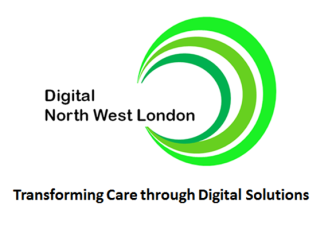 Digital
North West London
Transforming Care through Digital Solutions